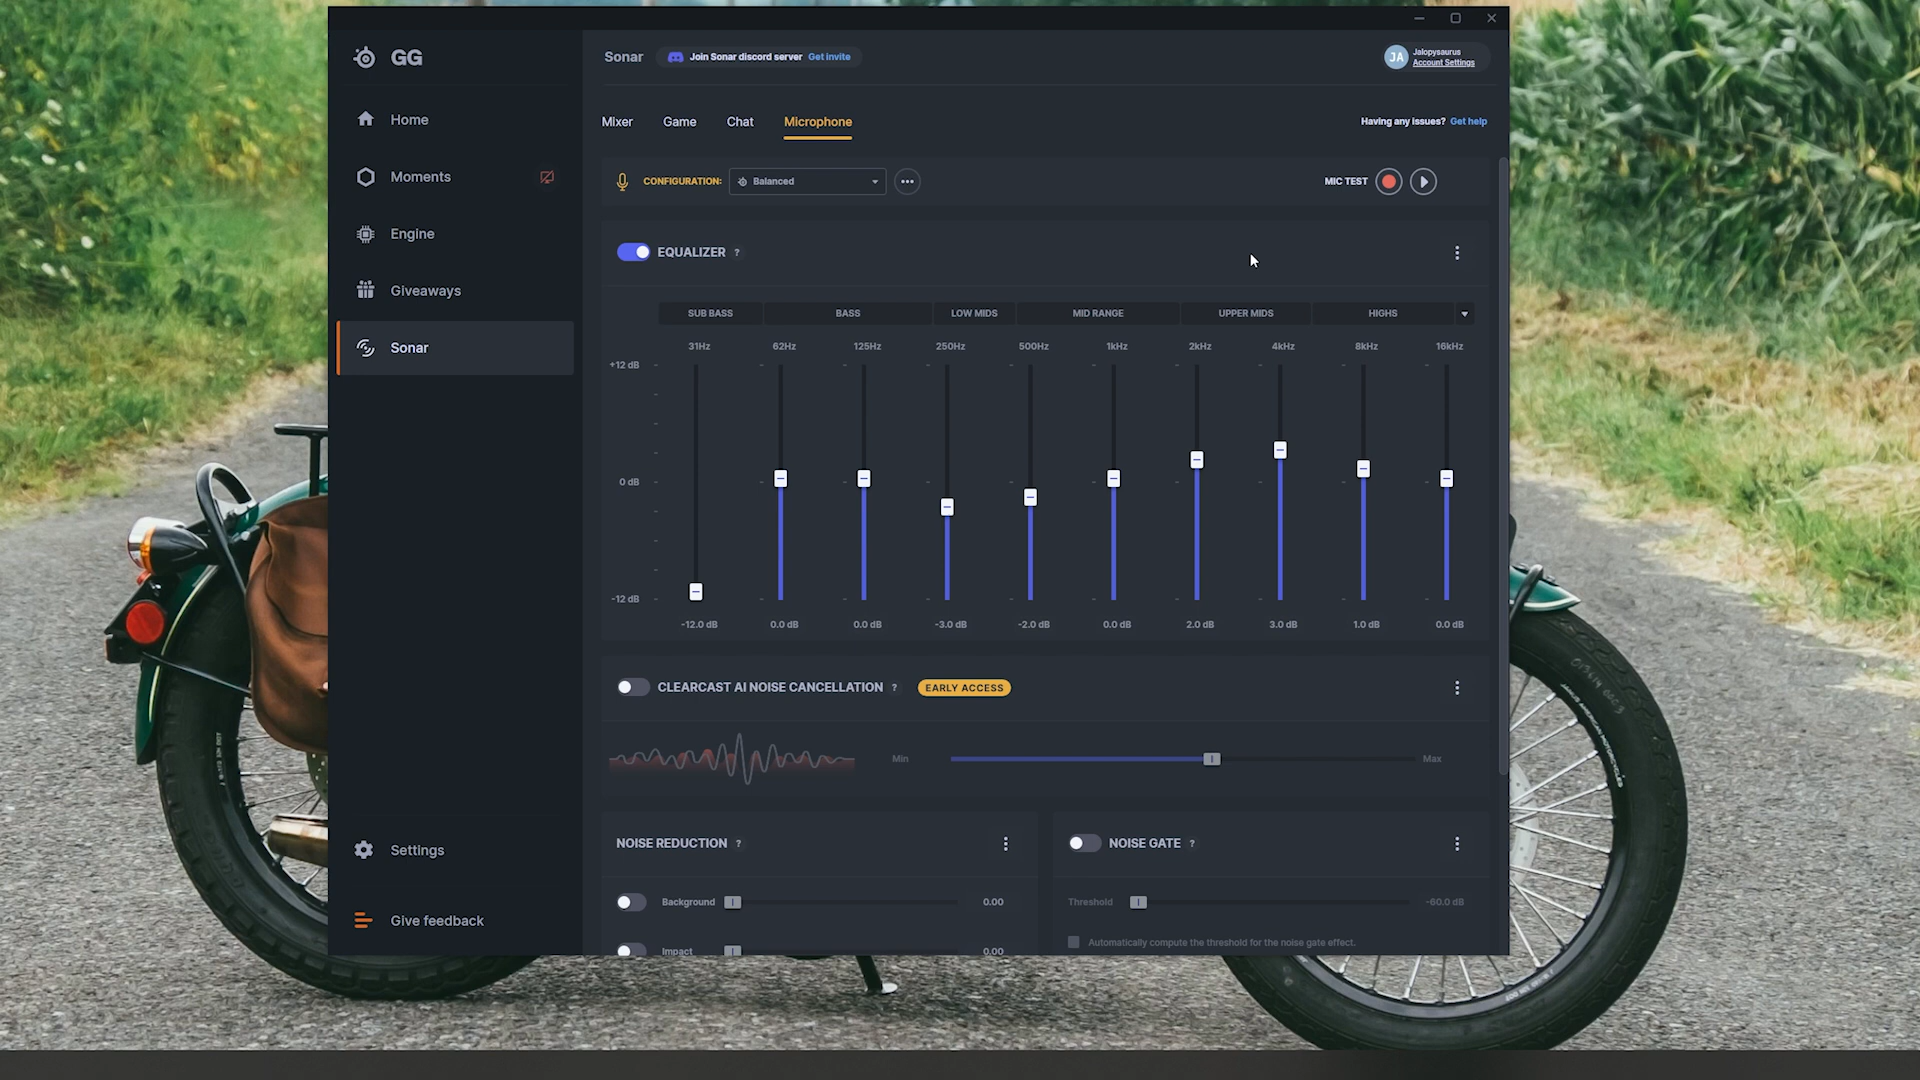 GG
Home
Moments
Engine
Giveaways
Sonar
Settings
Give feedback
Sonar
Join Sonar discord server Get invite
JA
Jalopysaurus
Account Settings
Mixer Game Chat Microphone
Having any issues? Get help
CONFIGURATION: Balanced
MIC TEST
EQUALIZER ?
SUB BASS BASS LOW MIDS MID RANGE UPPER MIDS HIGHS
31Hz 62Hz 125Hz 250Hz 500Hz 1kHz 2kHz 4kHz 8kHz 16kHz
+12 dB
0 dB
-12 dB
-12.0 dB 0.0 dB 0.0 dB -3.0 dB -2.0 dB 0.0 dB 2.0 dB 3.0 dB 1.0 dB 0.0 dB
CLEARCAST AI NOISE CANCELLATION ? EARLY ACCESS
Min Max
NOISE REDUCTION ?
Background 0.00
Impact 0.00
NOISE GATE ?
Threshold -60.0 dB
Automatically compute the threshold for the noise gate effect.